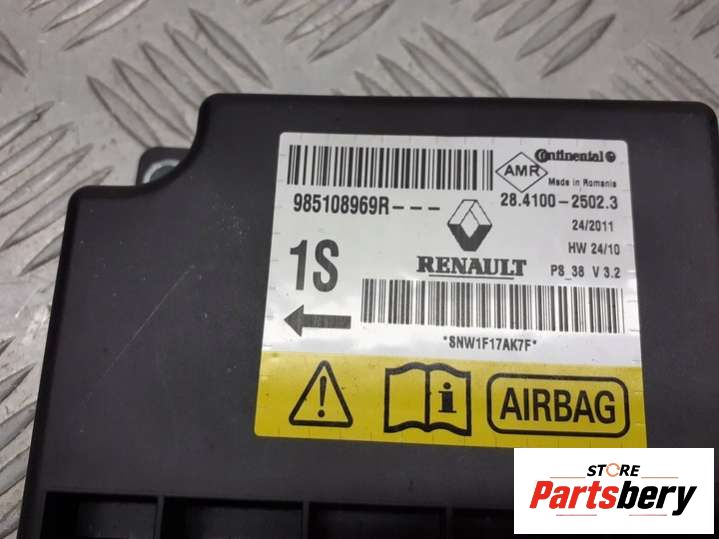 Continental
AMR
Made in Romania
985108969R---
28.4100-2502.3
24/2011
HW 24/10
1S
RENAULT
PS_38 V 3.2
*SNW1F17AK7F*
i
AIRBAG
STORE
Partsbery